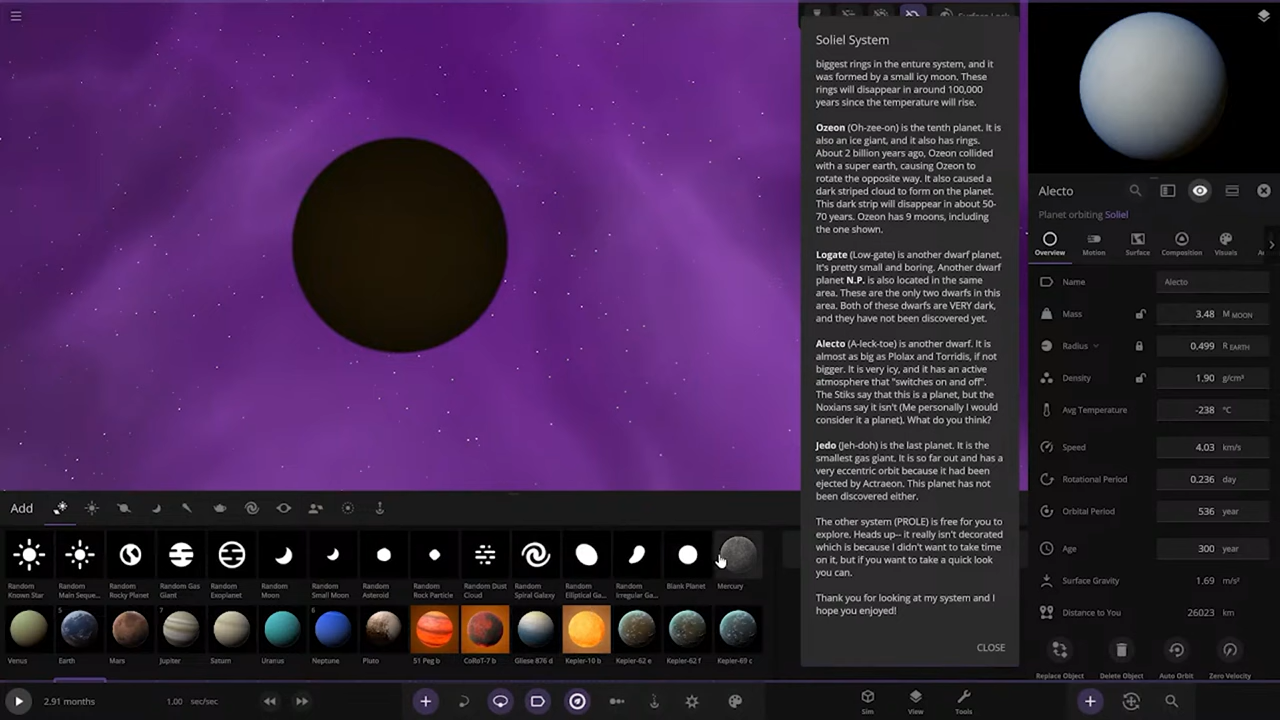 Soliel System
biggest rings in the enture system, and it
was formed by a small icy moon. These
rings will disappear in around 100,000
years since the temperature will rise.
Ozeon (Oh-zee-on) is the tenth planet. It is
also an ice giant, and it also has rings.
About 2 billion years ago, Ozeon collided
with a super earth, causing Ozeon to
rotate the opposite way. It also caused a
dark striped cloud to form on the planet.
This dark strip will disappear in about 50-
70 years. Ozeon has 9 moons, including
the one shown.
Logate (Low-gate) is another dwarf planet.
It's pretty small and boring. Another dwarf
planet N.P. is also located in the same
area. These are the only two dwarfs in this
area. Both of these dwarfs are VERY dark,
and they have not been discovered yet.
Alecto (A-leck-toe) is another dwarf. It is
almost as big as Plolax and Torridis, if not
bigger. It is very icy, and it has an active
atmosphere that "switches on and off".
The Stiks say that this is a planet, but the
Noxians say it isn't (Me personally I would
consider it a planet). What do you think?
Jedo (Jeh-doh) is the last planet. It is the
smallest gas giant. It is so far out and has a
very eccentric orbit because it had been
ejected by Actraeon. This planet has not
been discovered either.
The other system (PROLE) is free for you to
explore. Heads up-- it really isn't decorated
which is because I didn't want to take time
on it, but if you want to take a quick look
you can.
Thank you for looking at my system and I
hope you enjoyed!
CLOSE
Alecto
Planet orbiting Soliel
Overview Motion Surface Composition Visuals
Name Alecto
Mass 3.48 M MOON
Radius 0.499 R EARTH
Density 1.90 g/cm³
Avg Temperature -238 °C
Speed 4.03 km/s
Rotational Period 0.236 day
Orbital Period 536 year
Age 300 year
Surface Gravity 1.69 m/s²
Distance to You 26023 km
Replace Object Delete Object Auto Orbit Zero Velocity
Add
Random Known Star
Random Main Seque...
Random Rocky Planet
Random Gas Giant
Random Exoplanet
Random Moon
Random Small Moon
Random Asteroid
Random Rock Particle
Random Dust Cloud
Random Spiral Galaxy
Random Elliptical Ga...
Random Irregular Ga...
Blank Planet
Mercury
5 7 6
Venus Earth Mars Jupiter Saturn Uranus Neptune Pluto 51 Peg b CoRoT-7 b Gliese 876 d Kepler-10 b Kepler-62 e Kepler-62 f Kepler-69 c
2.91 months 1.00 sec/sec
Sim View Tools